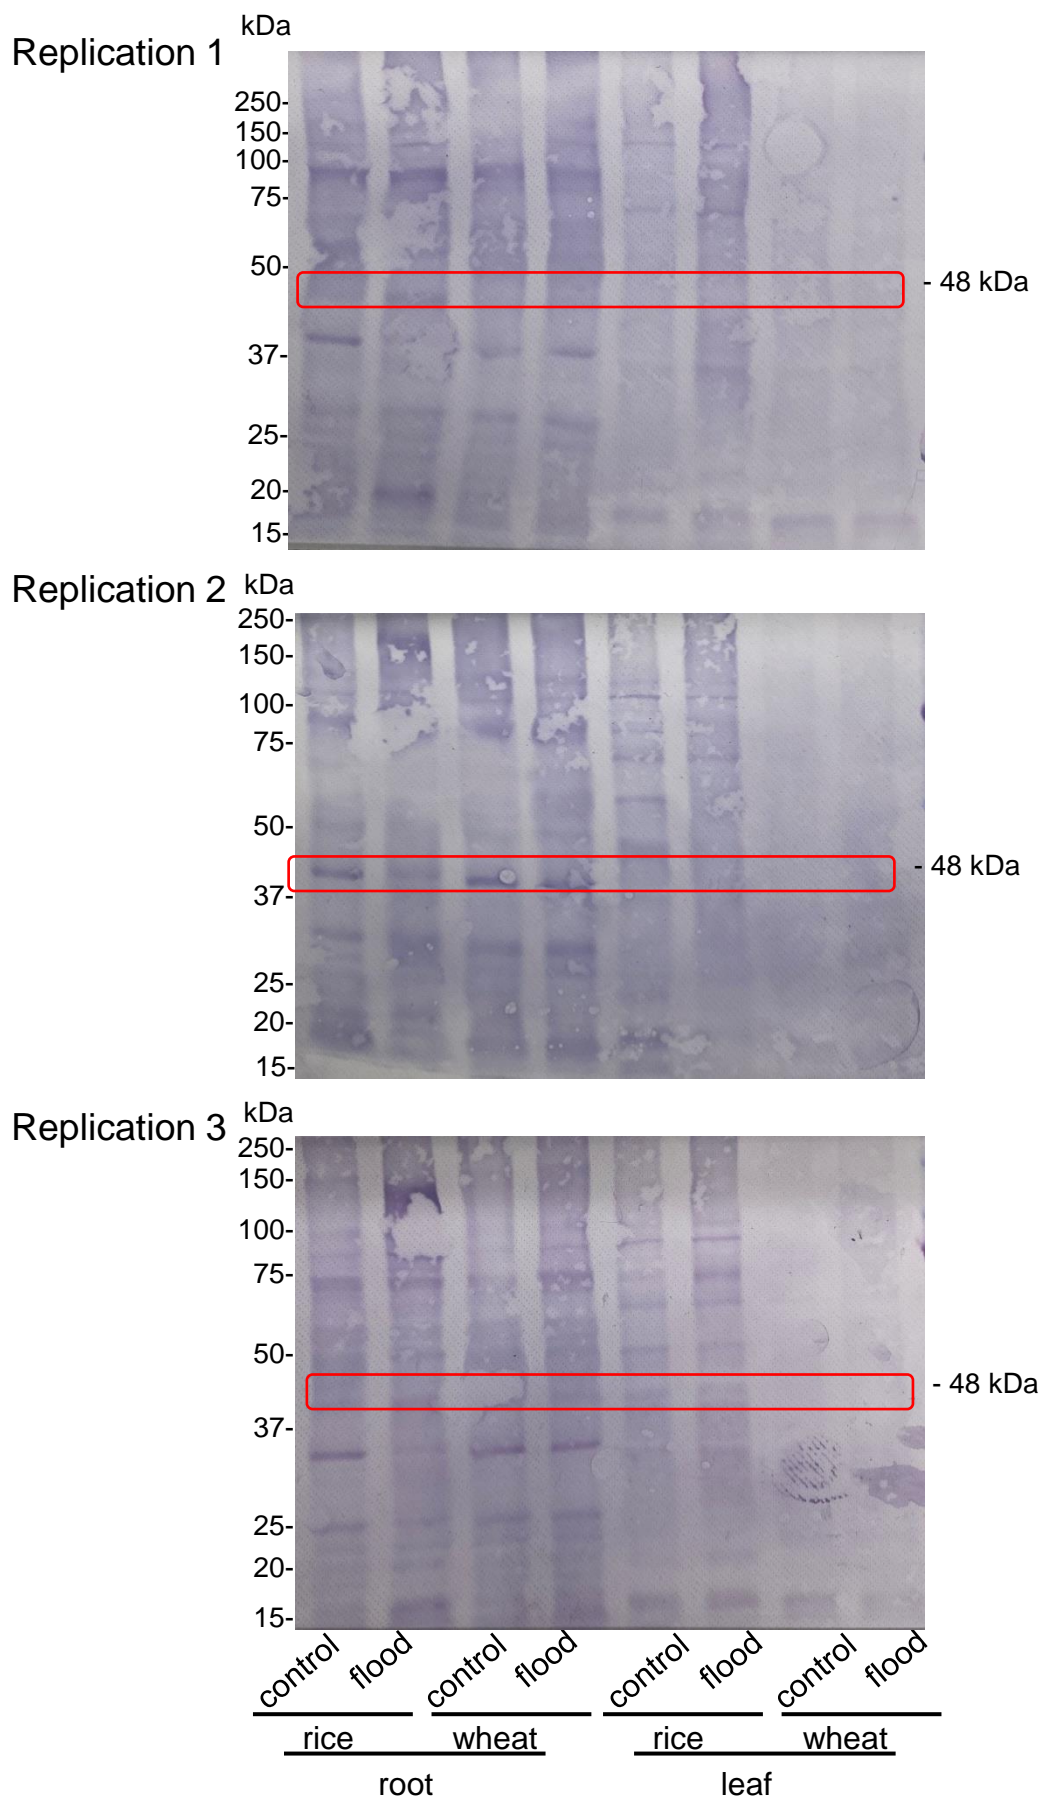 Replication 1
kDa
250-
150-
100-
75-
50-
37-
25-
20-
15-
- 48 kDa
Replication 2
kDa
250-
150-
100-
75-
50-
37-
25-
20-
15-
- 48 kDa
Replication 3
kDa
250-
150-
100-
75-
50-
37-
25-
20-
15-
- 48 kDa
control flood control flood control flood control flood
rice wheat rice wheat
root leaf